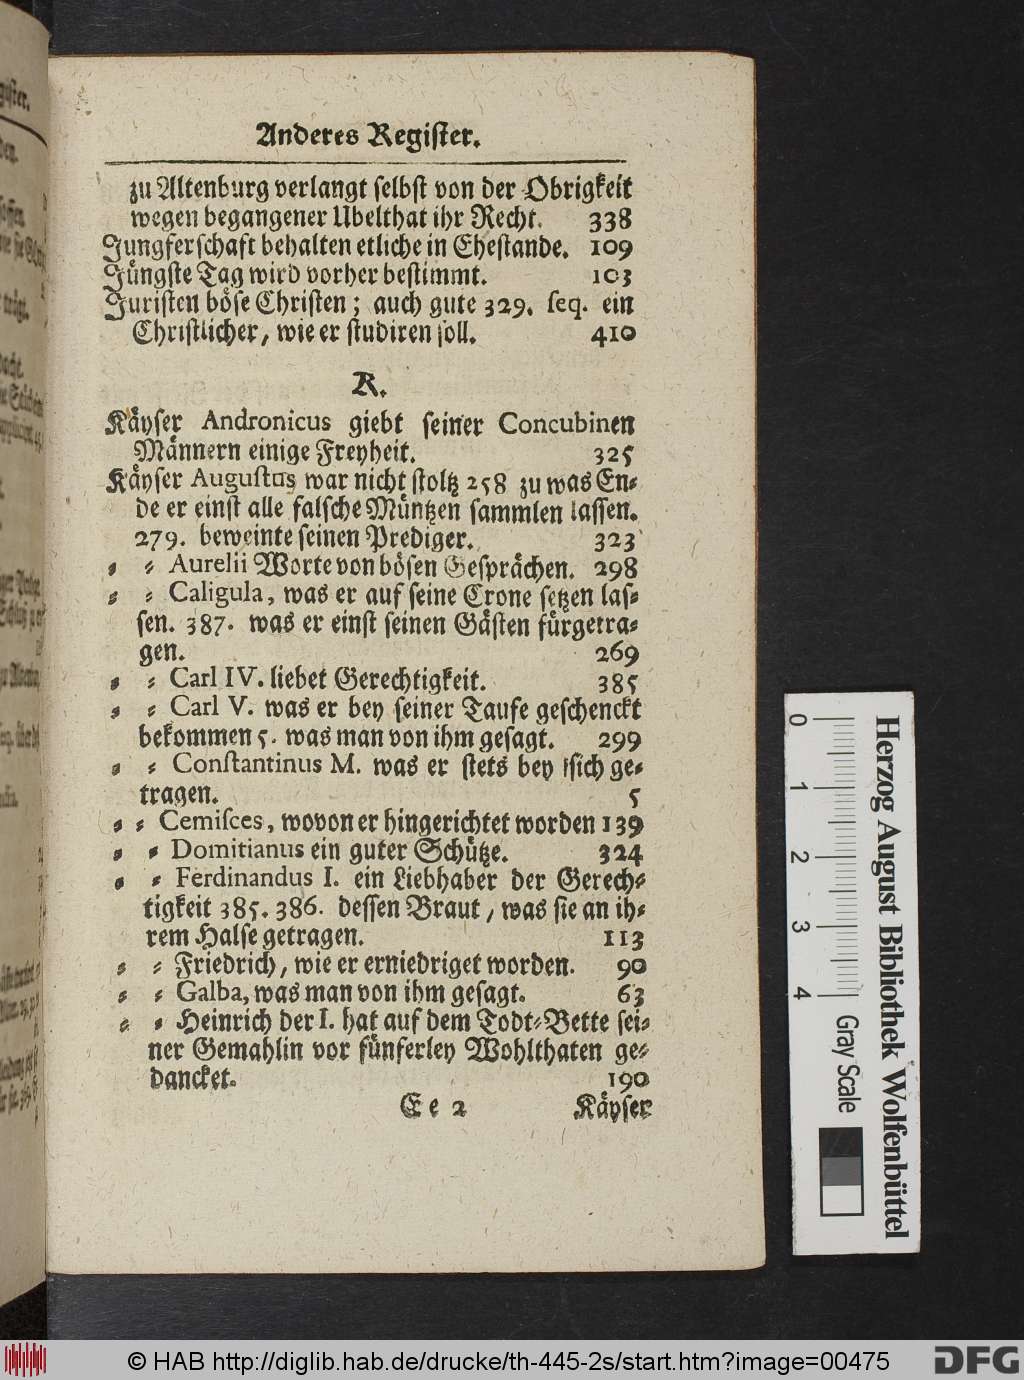 Anderes Register.
zu Altenburg verlangt selbst von der Obrigkeit
wegen begangener Ubelthat ihr Recht. 338
Jungferschaft behalten etliche in Ehestande. 109
Jüngste Tag wird vorher bestimmt. 103
Juristen böse Christen; auch gute 329. seq. ein
Christlicher, wie er studiren soll. 410
K.
Käyser Andronicus giebt seiner Concubinen
Männern einige Freyheit. 325
Käyser Augustus war nicht stoltz 258 zu was En-
de er einst alle falsche Müntzen sammlen lassen.
279. beweinte seinen Prediger. 323
- - Aurelii Worte von bösen Gesprächen. 298
- - Caligula, was er auf seine Crone setzen las-
sen. 387. was er einst seinen Gästen fürgetra-
gen. 269
- - Carl IV. liebet Gerechtigkeit. 385
- - Carl V. was er bey seiner Taufe geschenckt
bekommen 5. was man von ihm gesagt. 299
- - Constantinus M. was er stets bey sich ge-
tragen. 5
- - Cemisces, wovon er hingerichtet worden 139
- - Domitianus ein guter Schütze. 324
- - Ferdinandus I. ein Liebhaber der Gerech-
tigkeit 385. 386. dessen Braut, was sie an ih-
rem Halse getragen. 113
- - Friedrich, wie er erniedriget worden. 90
- - Galba, was man von ihm gesagt. 63
- - Heinrich der I. hat auf dem Todt-Bette sei-
ner Gemahlin vor fünferley Wohlthaten ge-
dancket. 190
Ee 2 Käyser
0 1 2 3 4
Gray Scale
Herzog August Bibliothek Wolfenbüttel
© HAB http://diglib.hab.de/drucke/th-445-2s/start.htm?image=00475
DFG